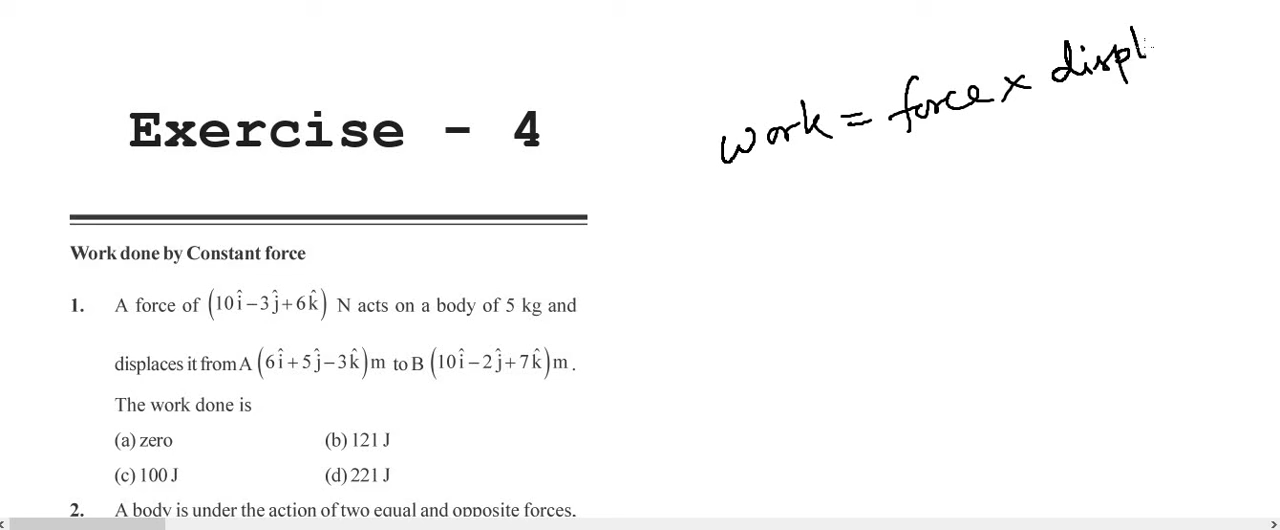 work = force x displ
Exercise - 4
Work done by Constant force
1. A force of (10î−3ĵ+6k̂) N acts on a body of 5 kg and
displaces it from A (6î+5ĵ−3k̂)m to B (10î−2ĵ+7k̂)m.
The work done is
(a) zero (b) 121 J
(c) 100 J (d) 221 J
2. A body is under the action of two equal and opposite forces,